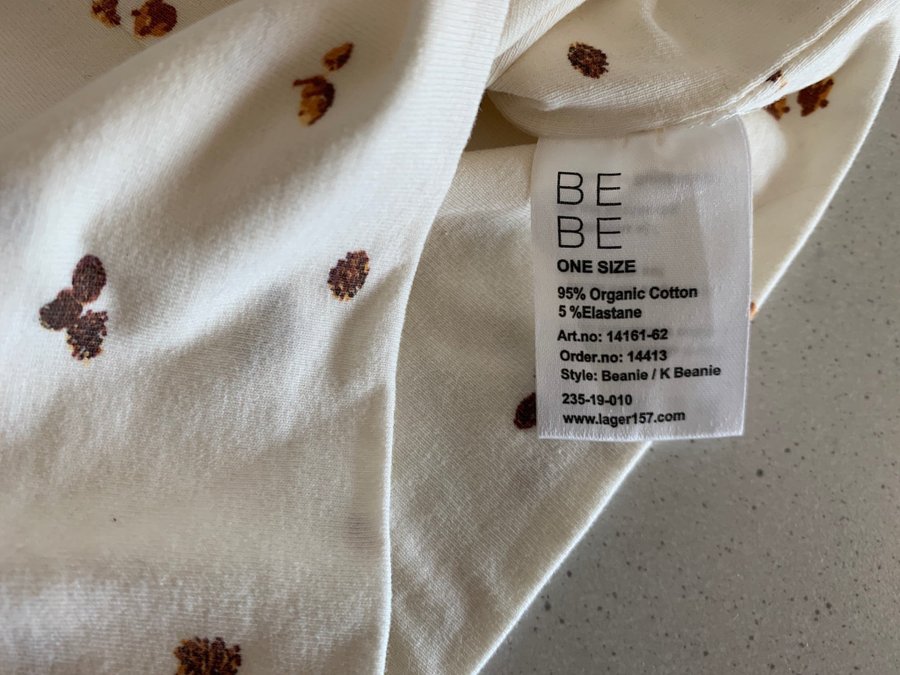 BE
BE
ONE SIZE
95% Organic Cotton
5 %Elastane
Art.no: 14161-62
Order.no: 14413
Style: Beanie / K Beanie
235-19-010
www.lager157.com